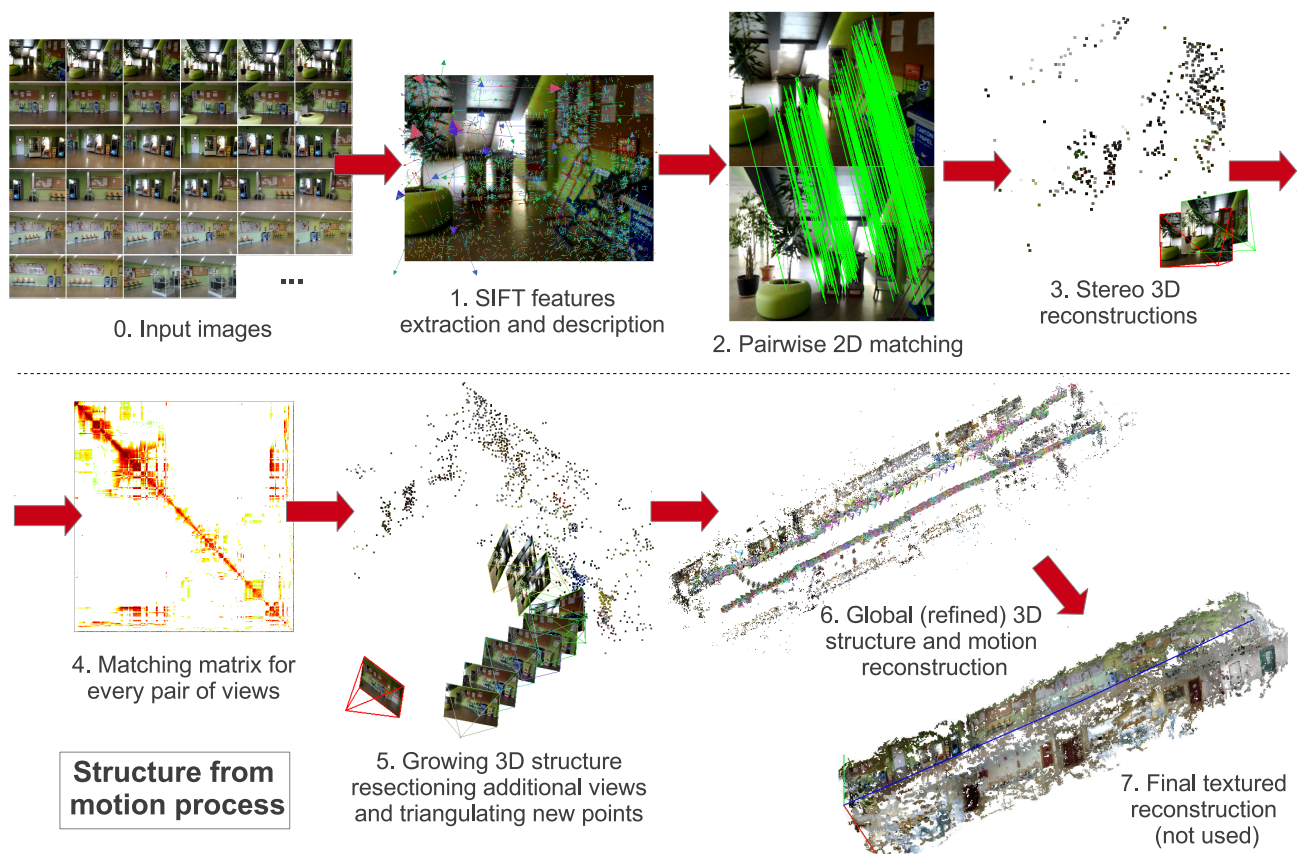 ...
0. Input images
1. SIFT features
extraction and description
2. Pairwise 2D matching
3. Stereo 3D
reconstructions
4. Matching matrix for
every pair of views
5. Growing 3D structure
resectioning additional views
and triangulating new points
6. Global (refined) 3D
structure and motion
reconstruction
7. Final textured
reconstruction
(not used)
Structure from
motion process